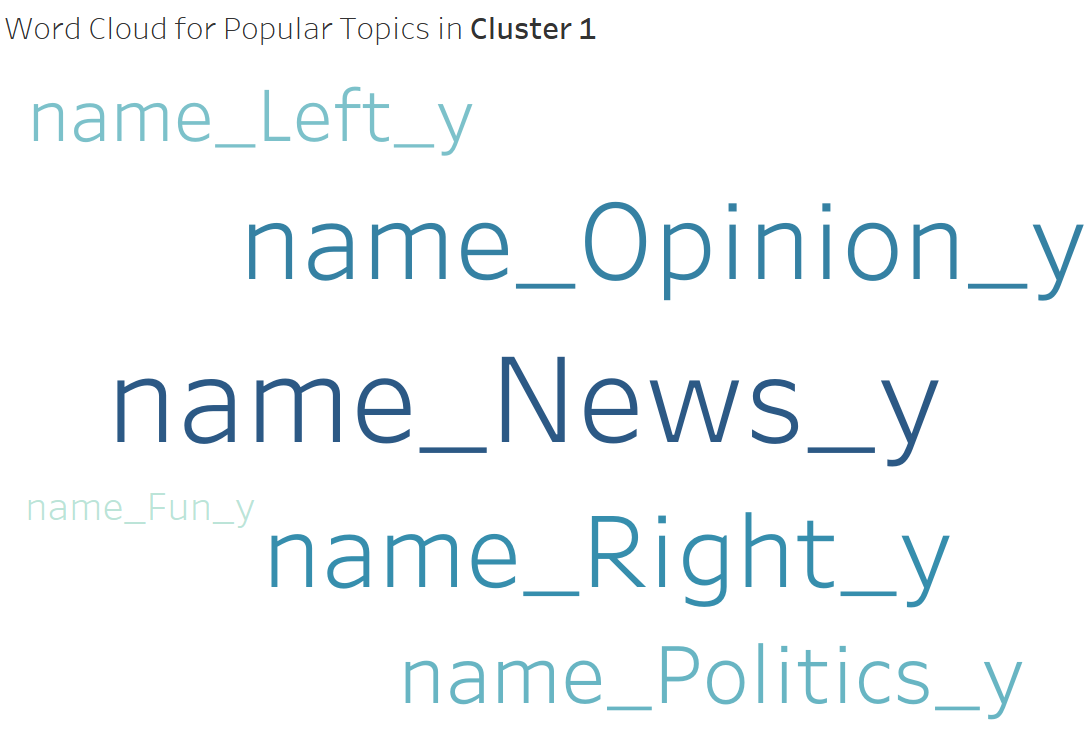 Word Cloud for Popular Topics in Cluster 1
name_Left_y
name_Opinion_y
name_News_y
name_Fun_y
name_Right_y
name_Politics_y